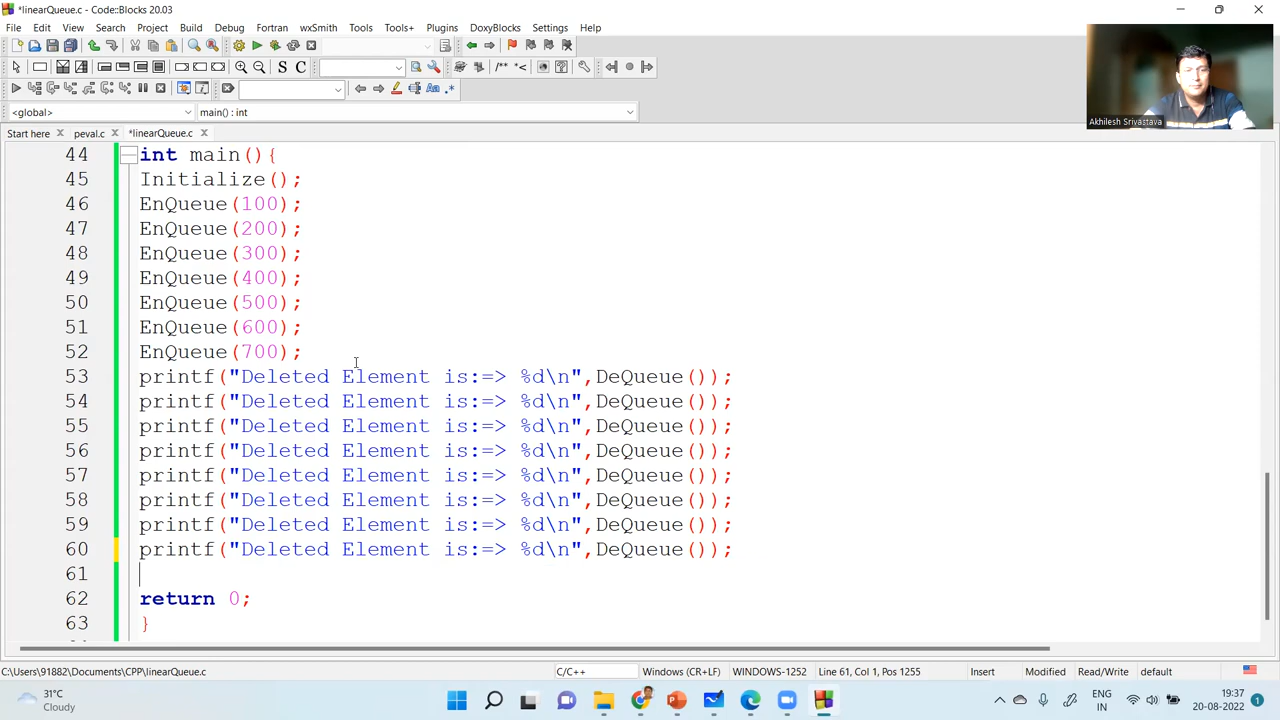 *linearQueue.c - Code::Blocks 20.03
File Edit View Search Project Build Debug Fortran wxSmith Tools Tools+ Plugins DoxyBlocks Settings Help
S C /** *<
Aa .*
<global> main() : int
Start here peval.c *linearQueue.c
Akhilesh Srivastava
44 int main(){
45 Initialize();
46 EnQueue(100);
47 EnQueue(200);
48 EnQueue(300);
49 EnQueue(400);
50 EnQueue(500);
51 EnQueue(600);
52 EnQueue(700);
53 printf("Deleted Element is:=> %d\n",DeQueue());
54 printf("Deleted Element is:=> %d\n",DeQueue());
55 printf("Deleted Element is:=> %d\n",DeQueue());
56 printf("Deleted Element is:=> %d\n",DeQueue());
57 printf("Deleted Element is:=> %d\n",DeQueue());
58 printf("Deleted Element is:=> %d\n",DeQueue());
59 printf("Deleted Element is:=> %d\n",DeQueue());
60 printf("Deleted Element is:=> %d\n",DeQueue());
61
62 return 0;
63 }
C:\Users\91882\Documents\CPP\linearQueue.c C/C++ Windows (CR+LF) WINDOWS-1252 Line 61, Col 1, Pos 1255 Insert Modified Read/Write default
31°C
Cloudy
ENG
IN
19:37
20-08-2022
1